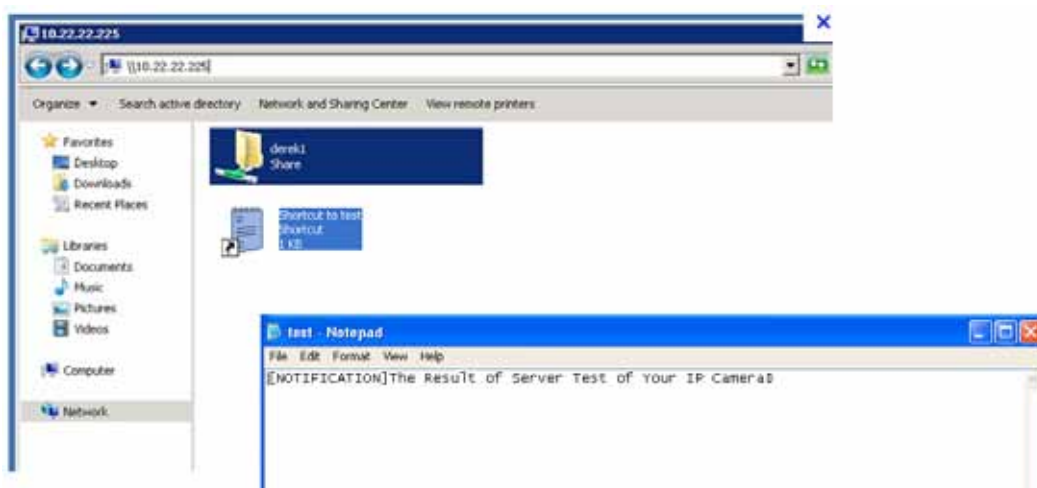 10.22.22.225
\\10.22.22.225
Organize Search active directory Network and Sharing Center View remote printers
Favorites
Desktop
Downloads
Recent Places
Libraries
Documents
Music
Pictures
Videos
Computer
Network
derek1
Share
Shortcut to test
Shortcut
1 KB
test - Notepad
File Edit Format View Help
[NOTIFICATION]The Result of Server Test of Your IP Camera